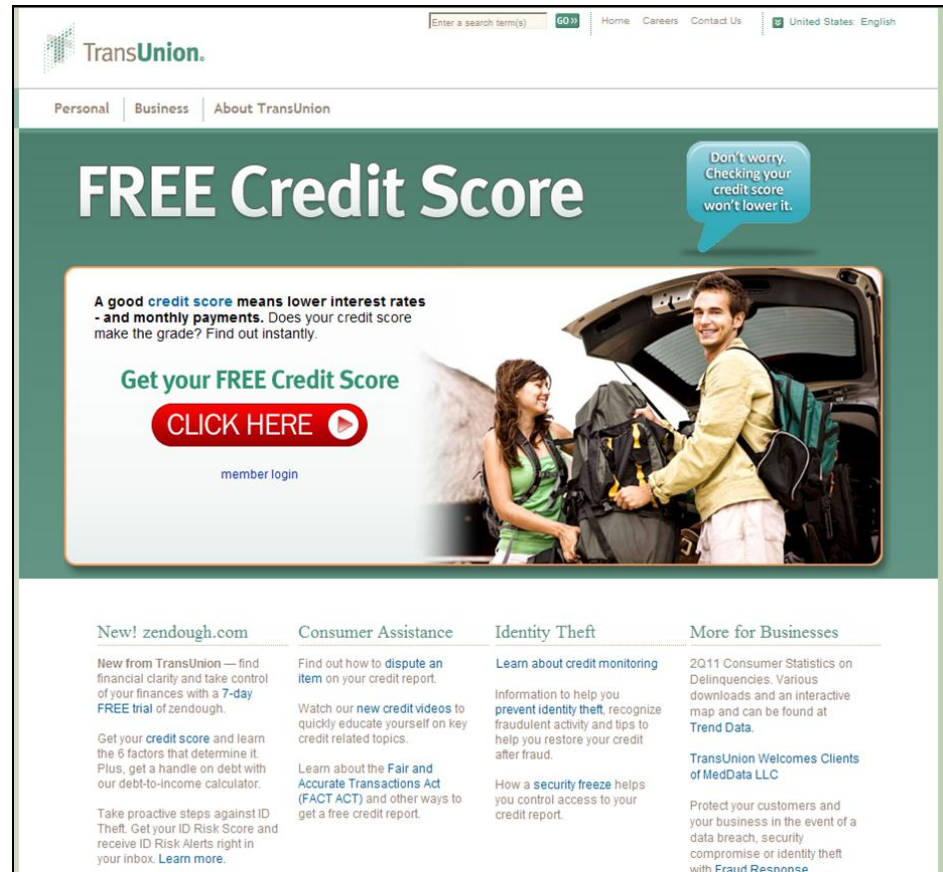 Enter a search term(s)
GO »
Home
Careers
Contact Us
United States: English
TransUnion.
Personal
Business
About TransUnion
FREE Credit Score
Don't worry.
Checking your
credit score
won't lower it.
A good credit score means lower interest rates
- and monthly payments. Does your credit score
make the grade? Find out instantly.
Get your FREE Credit Score
CLICK HERE
member login
New! zendough.com
New from TransUnion — find
financial clarity and take control
of your finances with a 7-day
FREE trial of zendough.
Get your credit score and learn
the 6 factors that determine it.
Plus, get a handle on debt with
our debt-to-income calculator.
Take proactive steps against ID
Theft. Get your ID Risk Score and
receive ID Risk Alerts right in
your inbox. Learn more.
Consumer Assistance
Find out how to dispute an
item on your credit report.
Watch our new credit videos to
quickly educate yourself on key
credit related topics.
Learn about the Fair and
Accurate Transactions Act
(FACT ACT) and other ways to
get a free credit report.
Identity Theft
Learn about credit monitoring
Information to help you
prevent identity theft, recognize
fraudulent activity and tips to
help you restore your credit
after fraud.
How a security freeze helps
you control access to your
credit report.
More for Businesses
2Q11 Consumer Statistics on
Delinquencies. Various
downloads and an interactive
map and can be found at
Trend Data.
TransUnion Welcomes Clients
of MedData LLC
Protect your customers and
your business in the event of a
data breach, security
compromise or identity theft
with Fraud Response